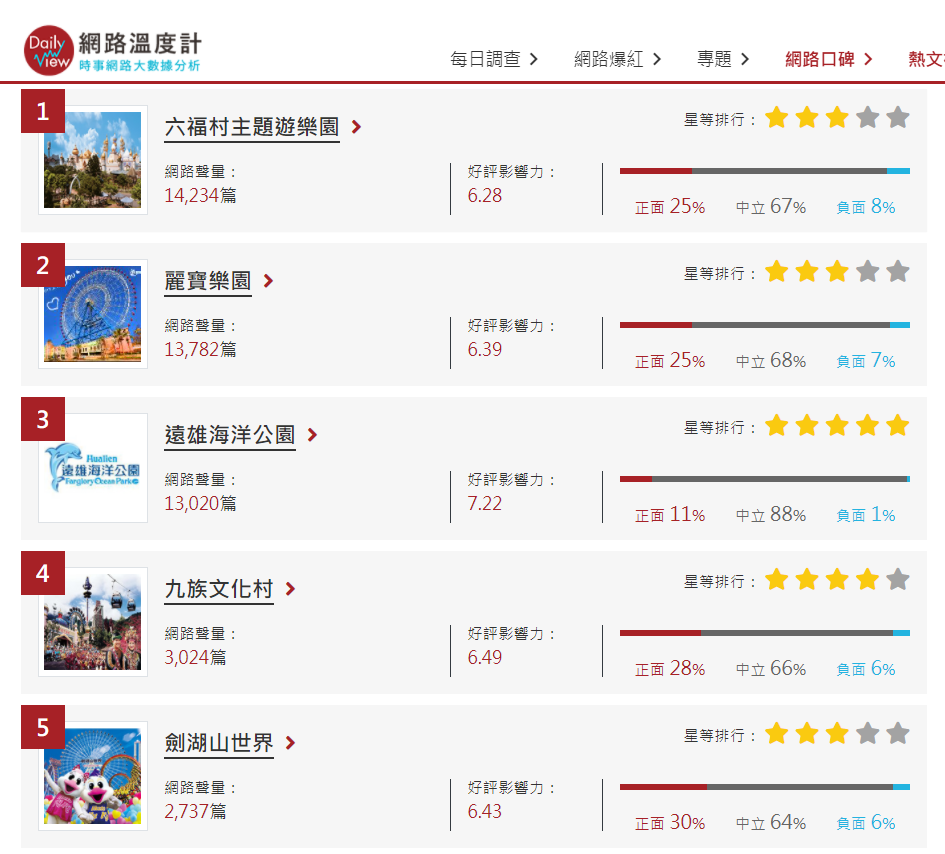 Daily View 網路溫度計
時事網路大數據分析
每日調查 網路爆紅 專題 網路口碑 熱文
1
六福村主題遊樂園
星等排行：
網路聲量：
14,234篇
好評影響力：
6.28
正面 25% 中立 67% 負面 8%
2
麗寶樂園
星等排行：
網路聲量：
13,782篇
好評影響力：
6.39
正面 25% 中立 68% 負面 7%
3
Hualien
遠雄海洋公園
Farglory Ocean Park
遠雄海洋公園
星等排行：
網路聲量：
13,020篇
好評影響力：
7.22
正面 11% 中立 88% 負面 1%
4
九族文化村
星等排行：
網路聲量：
3,024篇
好評影響力：
6.49
正面 28% 中立 66% 負面 6%
5
劍湖山世界
星等排行：
網路聲量：
2,737篇
好評影響力：
6.43
正面 30% 中立 64% 負面 6%